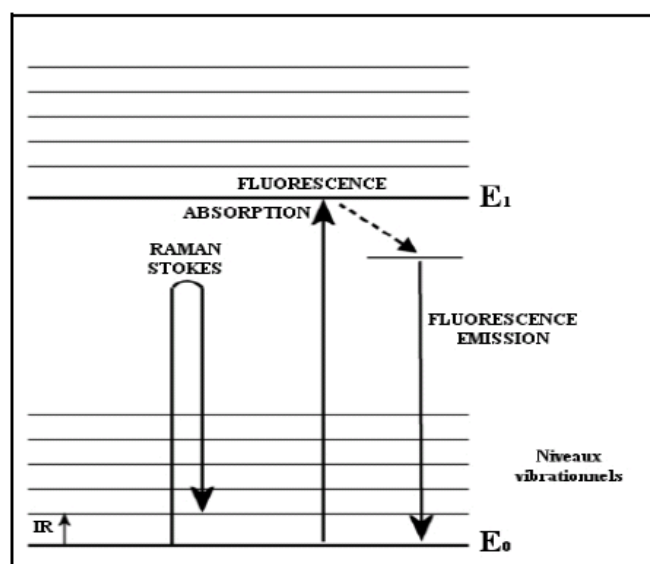 FLUORESCENCE
E₁
ABSORPTION
RAMAN
STOKES
FLUORESCENCE
EMISSION
Niveaux
vibrationnels
IR
E₀